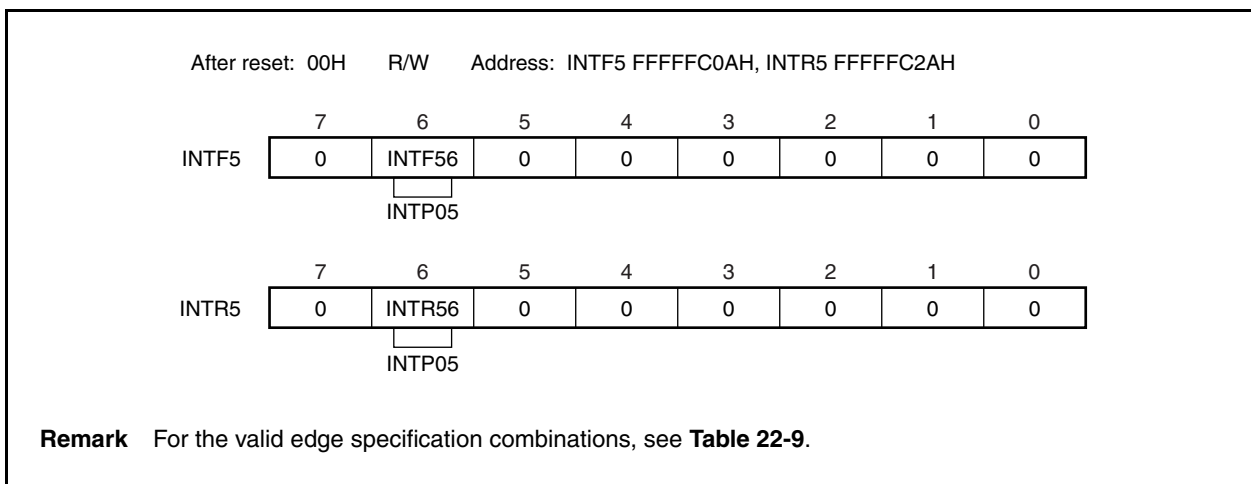 After reset: 00H R/W Address: INTF5 FFFFFC0AH, INTR5 FFFFFC2AH
7 6 5 4 3 2 1 0
INTF5 0 INTF56 0 0 0 0 0 0
INTP05
7 6 5 4 3 2 1 0
INTR5 0 INTR56 0 0 0 0 0 0
INTP05
Remark For the valid edge specification combinations, see Table 22-9.